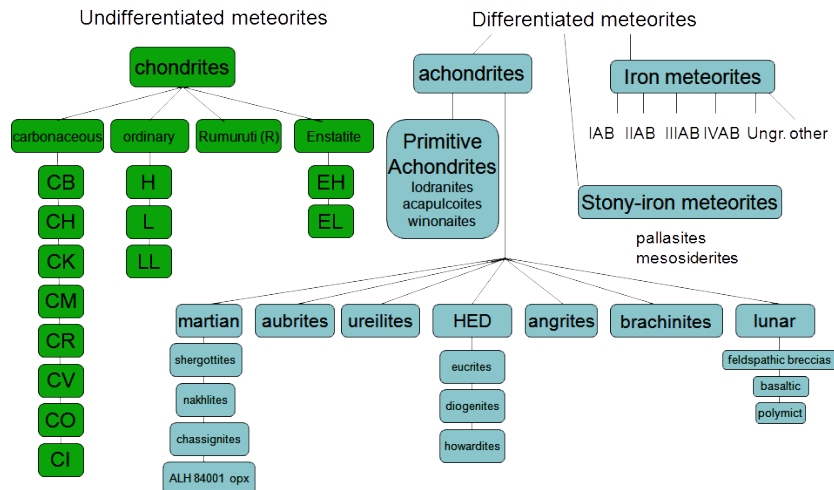 Undifferentiated meteorites
Differentiated meteorites
chondrites
carbonaceous
ordinary
Rumuruti (R)
Enstatite
CB
CH
CK
CM
CR
CV
CO
CI
H
L
LL
EH
EL
achondrites
Primitive
Achondrites
lodranites
acapulcoites
winonaites
Iron meteorites
IAB IIAB IIIAB IVAB Ungr. other
Stony-iron meteorites
pallasites
mesosiderites
martian
shergottites
nakhlites
chassignites
ALH 84001 opx
aubrites
ureilites
HED
eucrites
diogenites
howardites
angrites
brachinites
lunar
feldspathic breccias
basaltic
polymict